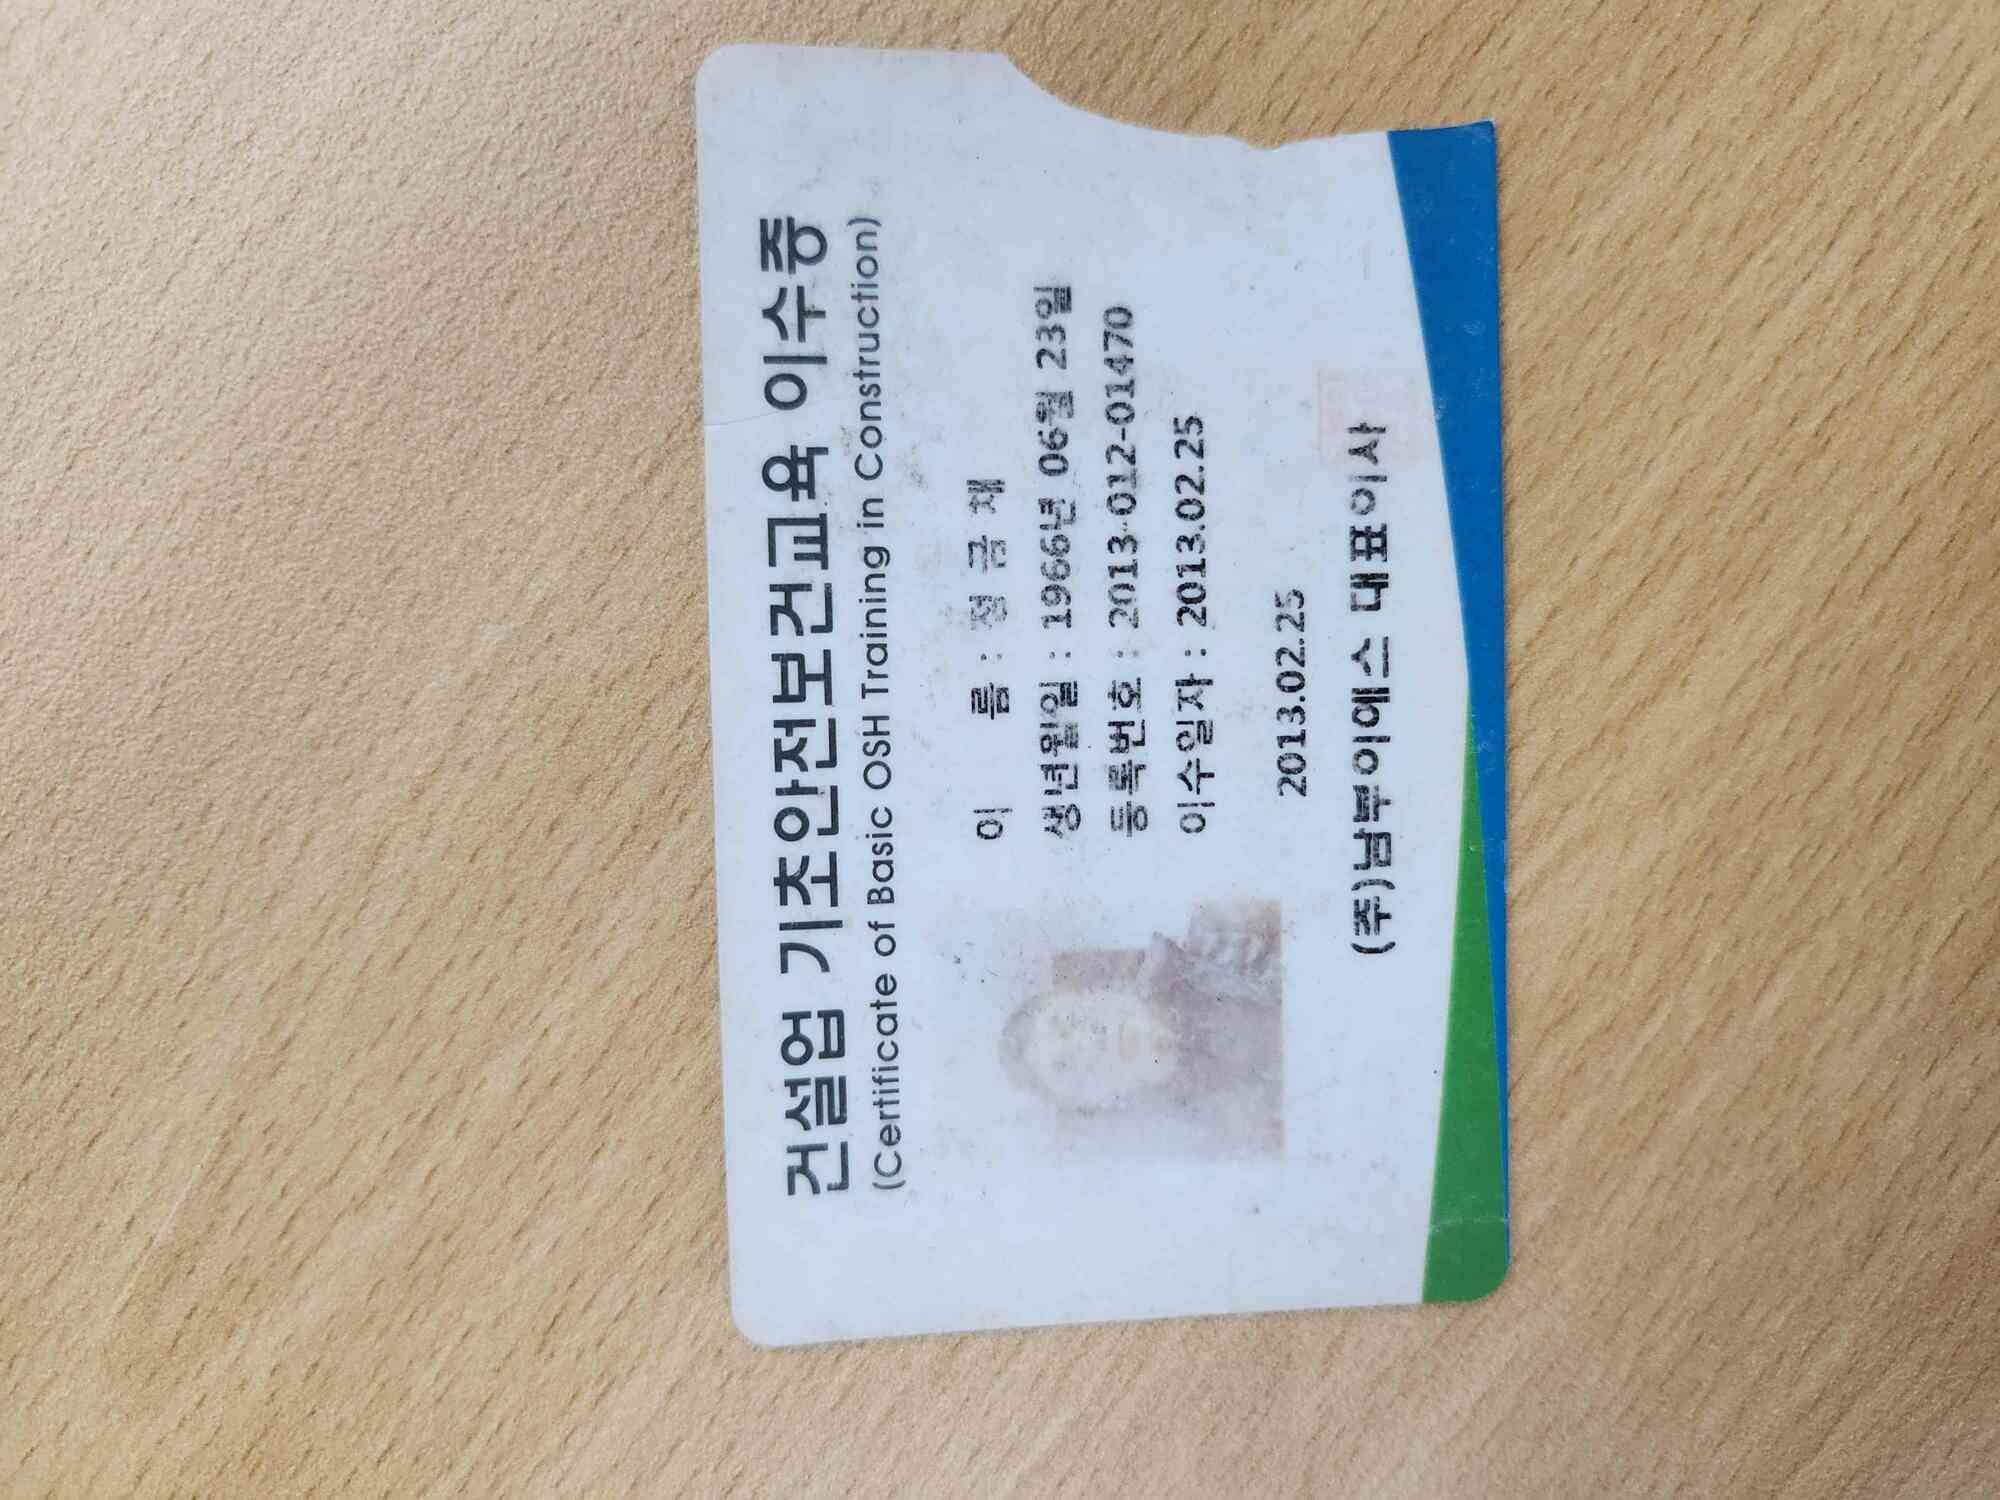 건설업 기초안전보건교육 이수증
(Certificate of Basic OSH Training in Construction)
이 름 : 정 금 채
생년월일 : 1966년 06월 23일
등록번호 : 2013-012-01470
이수일자 : 2013.02.25
2013.02.25
(주)남부이에스 대표이사